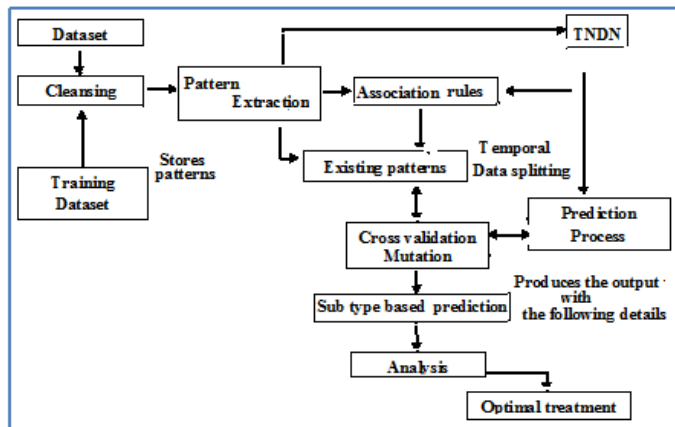 Dataset
TNDN
Cleansing
Pattern
Extraction
Association rules
Stores
patterns
Training
Dataset
Existing patterns
Temporal
Data splitting
Prediction
Process
Cross validation
Mutation
Sub type based prediction
Produces the output
with
the following details
Analysis
Optimal treatment